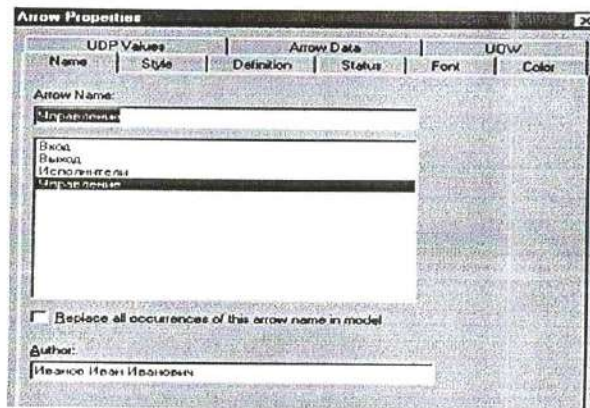 Arrow Properties
UDP Values Arrow Data UOW
Name Style Definition Status Font Color
Arrow Name:
Управление
Вход
Выход
Исполнители
Управление
Replace all occurrences of this arrow name in model
Author:
Иванов Иван Иванович